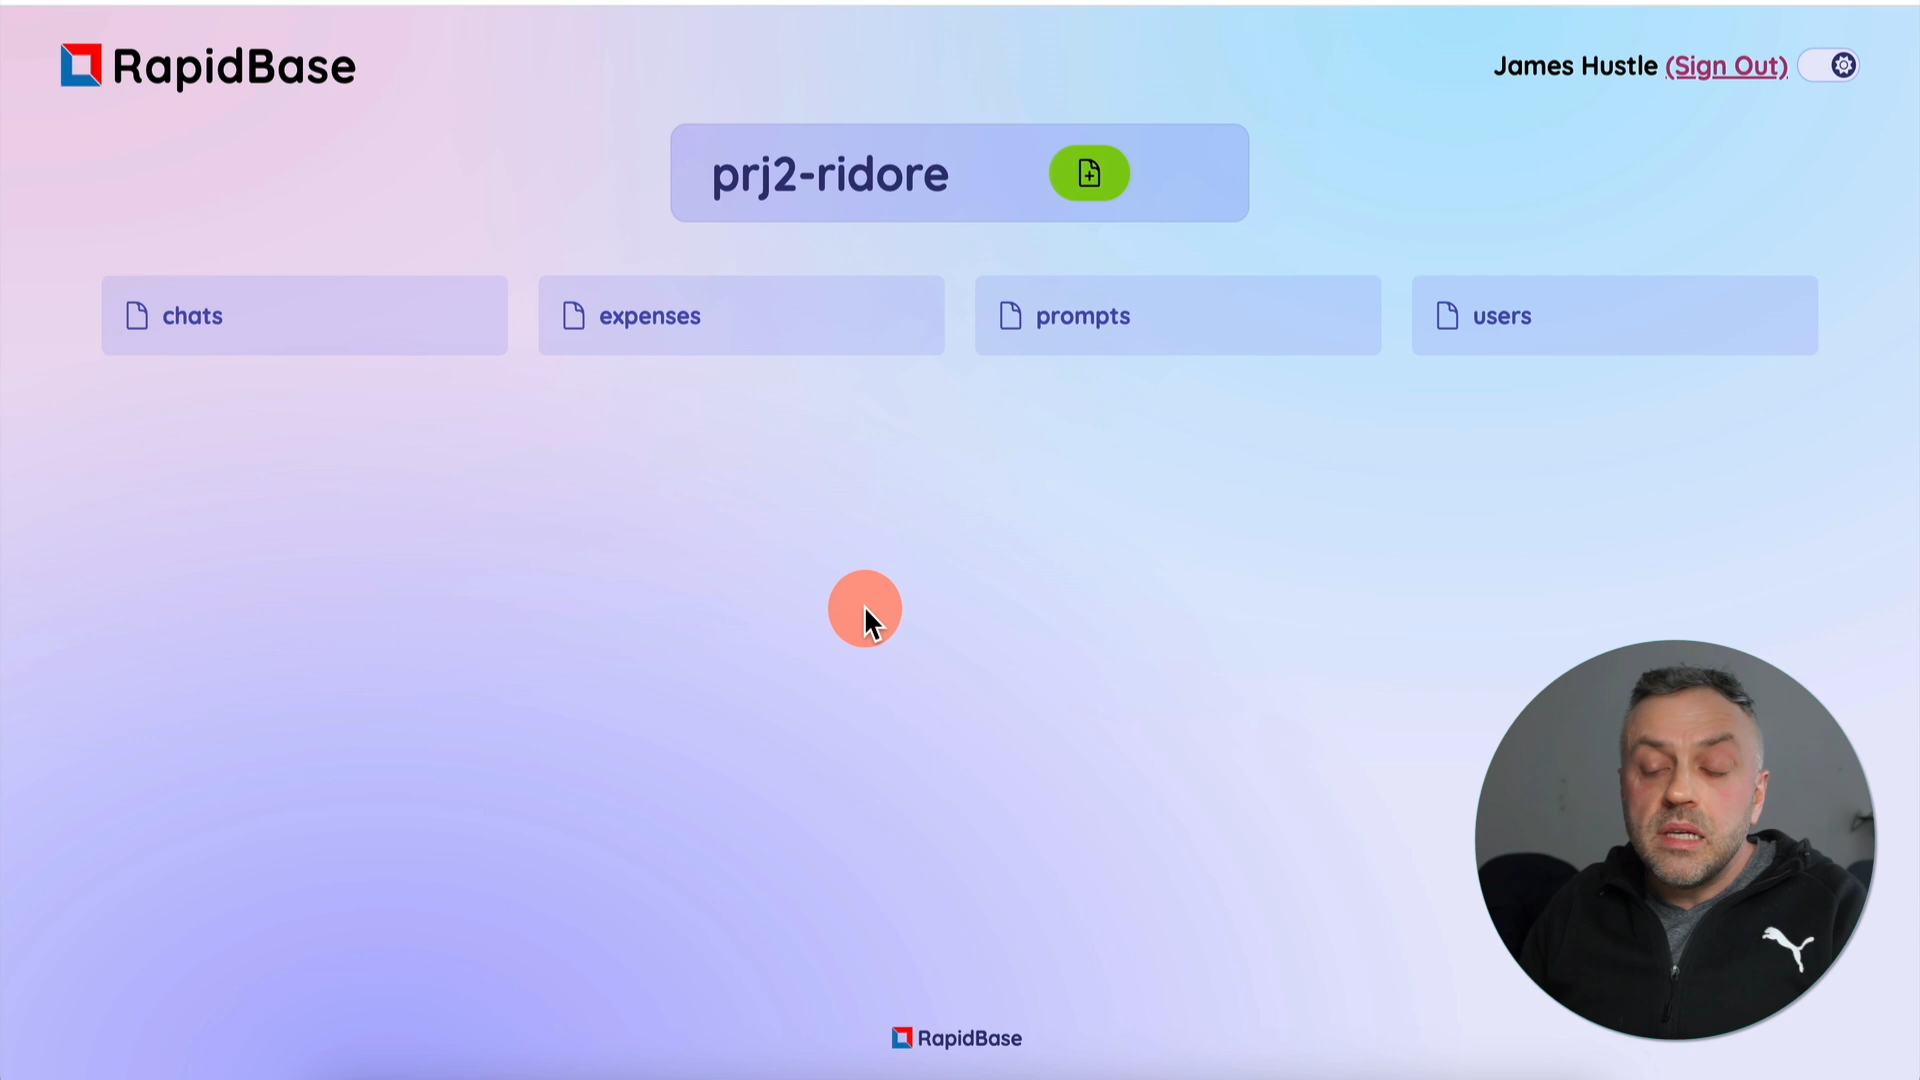 RapidBase
James Hustle (Sign Out)
prj2-ridore
chats
expenses
prompts
users
RapidBase